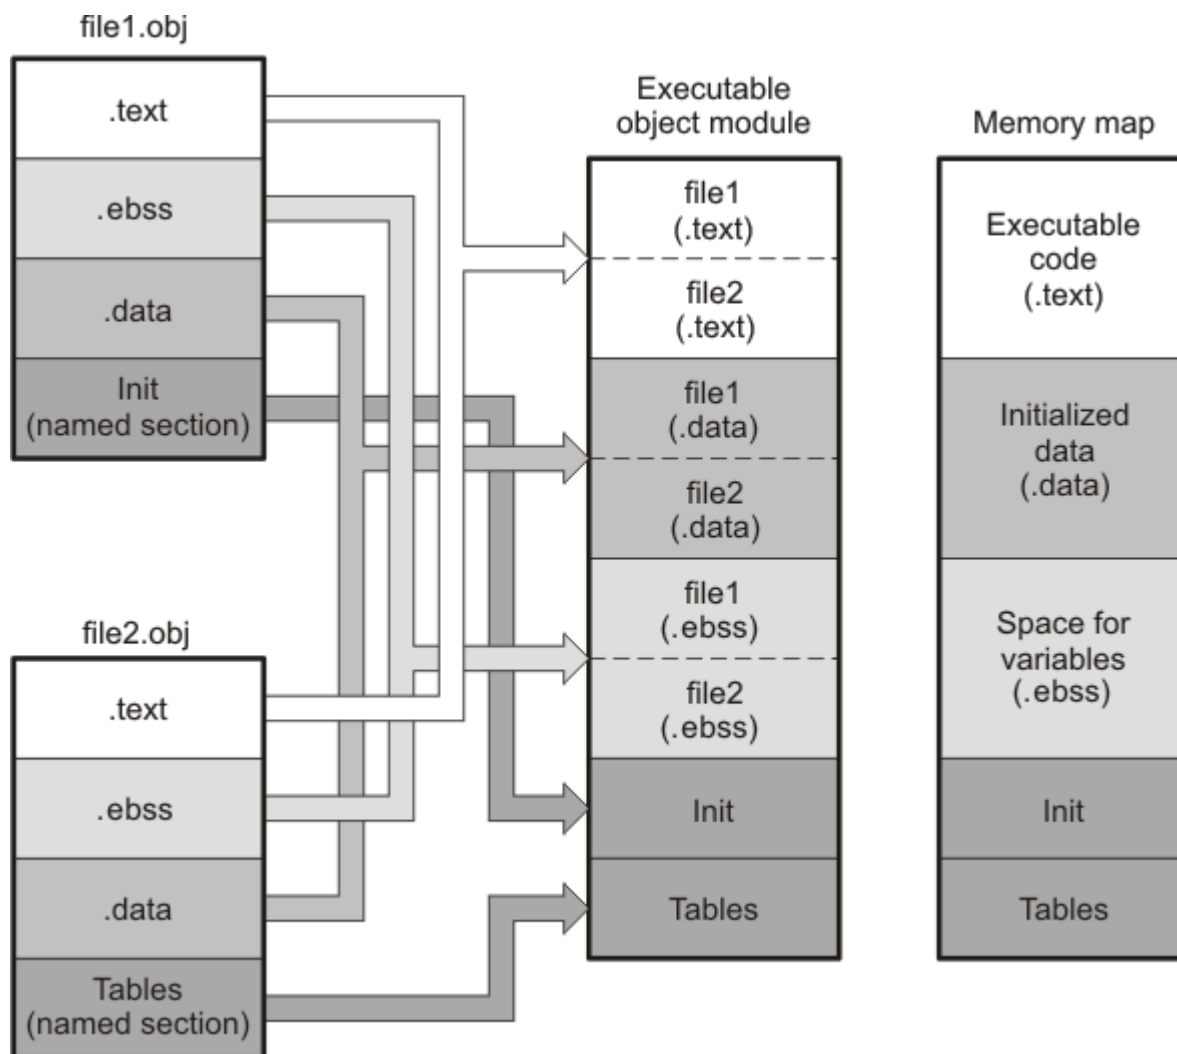 file1.obj
.text
.ebss
.data
Init
(named section)
file2.obj
.text
.ebss
.data
Tables
(named section)
Executable
object module
file1
(.text)
file2
(.text)
file1
(.data)
file2
(.data)
file1
(.ebss)
file2
(.ebss)
Init
Tables
Memory map
Executable
code
(.text)
Initialized
data
(.data)
Space for
variables
(.ebss)
Init
Tables